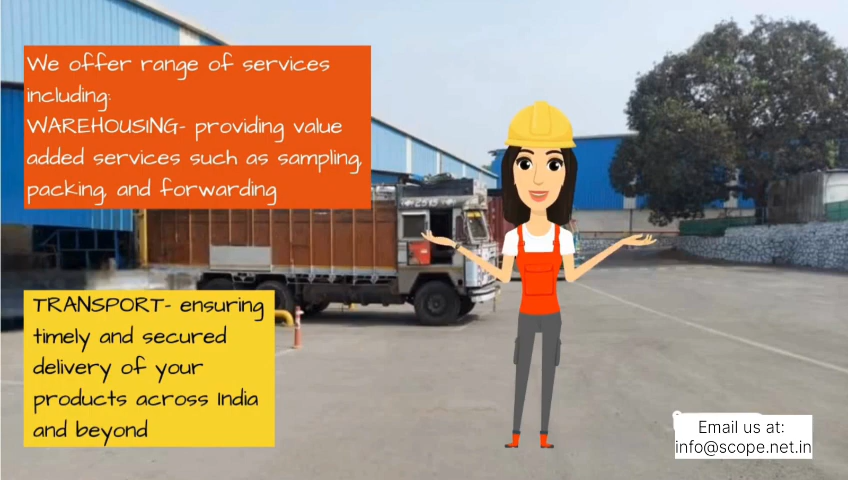 We offer range of services
including:
WAREHOUSING- providing value
added services such as sampling,
packing, and forwarding
TRANSPORT- ensuring
timely and secured
delivery of your
products across India
and beyond
Email us at:
info@scope.net.in